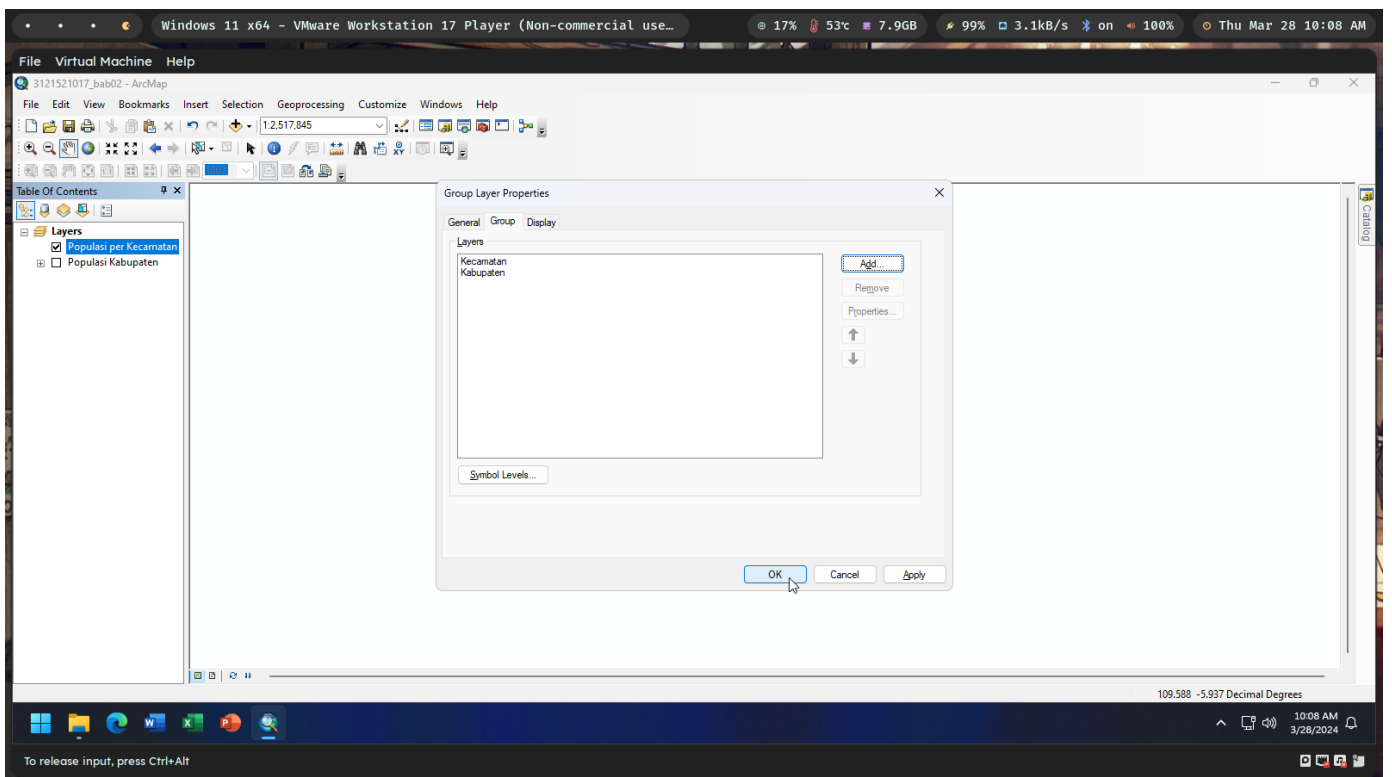 Windows 11 x64 - VMware Workstation 17 Player (Non-commercial use…
17% 53℃ 7.9GB 99% 3.1kB/s on 100% Thu Mar 28 10:08 AM
File Virtual Machine Help
3121521017_bab02 - ArcMap
File Edit View Bookmarks Insert Selection Geoprocessing Customize Windows Help
1:2,517,845
Table Of Contents
Layers
Populasi per Kecamatan
Populasi Kabupaten
Group Layer Properties
General Group Display
Layers
Kecamatan
Kabupaten
Add...
Remove
Properties...
Symbol Levels...
OK Cancel Apply
Catalog
109.588 -5.937 Decimal Degrees
10:08 AM
3/28/2024
To release input, press Ctrl+Alt